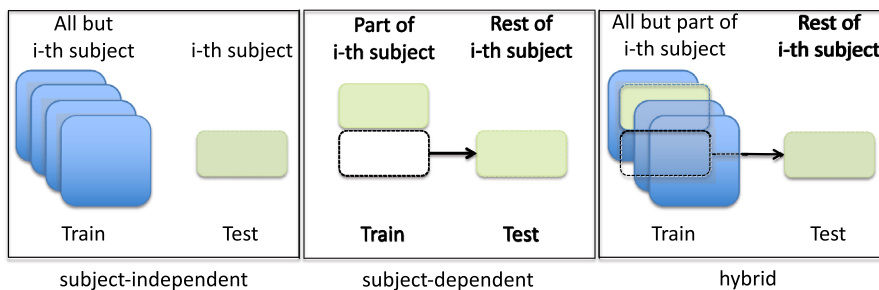 All but
i-th subject
i-th subject
Train
Test
subject-independent
Part of
i-th subject
Rest of
i-th subject
Train
Test
subject-dependent
All but part of
i-th subject
Rest of
i-th subject
Train
Test
hybrid